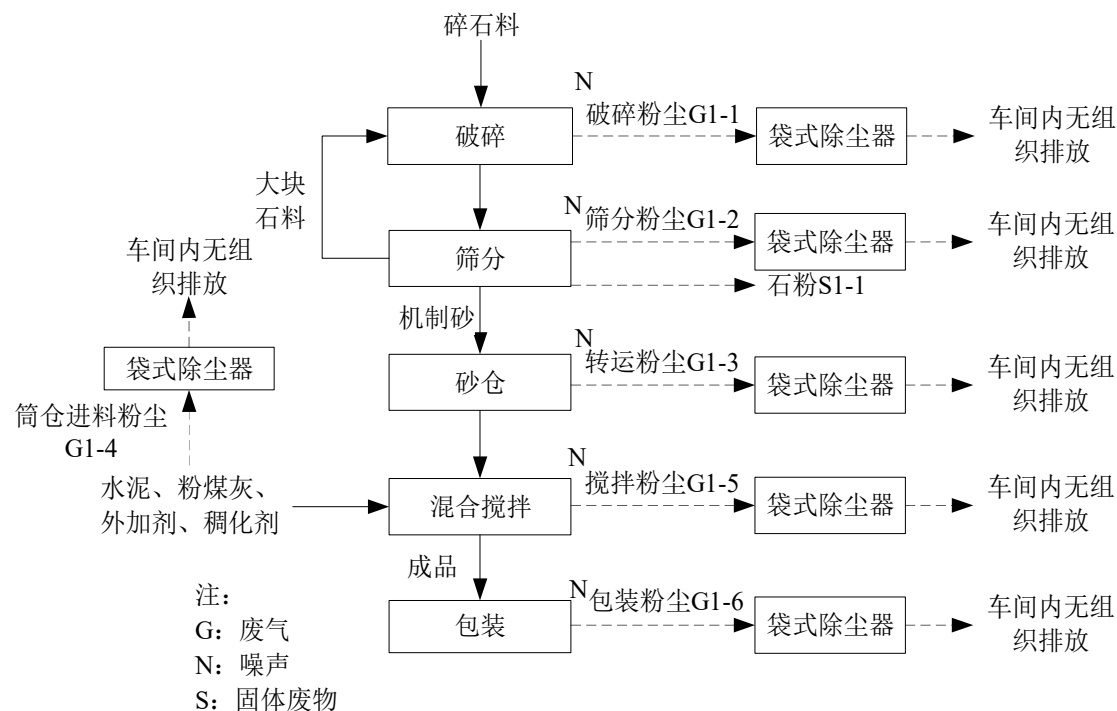 碎石料
N
破碎粉尘G1-1
破碎
袋式除尘器
车间内无组
织排放
大块
石料
N
筛分粉尘G1-2
筛分
袋式除尘器
车间内无组
织排放
石粉S1-1
车间内无组
织排放
机制砂
N
转运粉尘G1-3
袋式除尘器
砂仓
袋式除尘器
车间内无组
织排放
筒仓进料粉尘
G1-4
N
搅拌粉尘G1-5
水泥、粉煤灰、
外加剂、稠化剂
混合搅拌
袋式除尘器
车间内无组
织排放
成品
N
包装粉尘G1-6
包装
袋式除尘器
车间内无组
织排放
注：
G：废气
N：噪声
S：固体废物